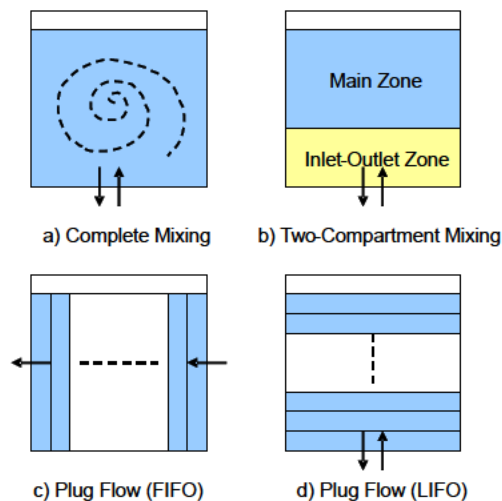 Main Zone
Inlet-Outlet Zone
a) Complete Mixing
b) Two-Compartment Mixing
c) Plug Flow (FIFO)
d) Plug Flow (LIFO)